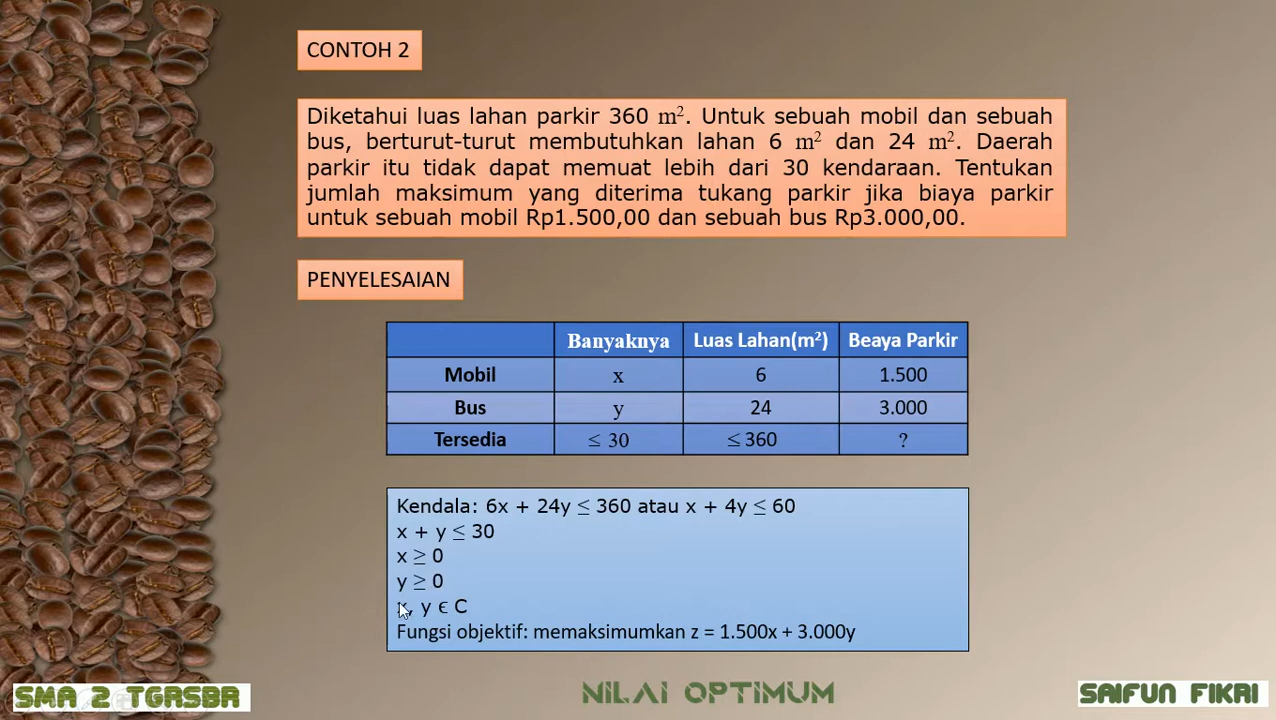 CONTOH 2
Diketahui luas lahan parkir 360 m². Untuk sebuah mobil dan sebuah
bus, berturut-turut membutuhkan lahan 6 m² dan 24 m². Daerah
parkir itu tidak dapat memuat lebih dari 30 kendaraan. Tentukan
jumlah maksimum yang diterima tukang parkir jika biaya parkir
untuk sebuah mobil Rp1.500,00 dan sebuah bus Rp3.000,00.
PENYELESAIAN
Banyaknya Luas Lahan(m²) Beaya Parkir
Mobil x 6 1.500
Bus y 24 3.000
Tersedia ≤ 30 ≤ 360 ?
Kendala: 6x + 24y ≤ 360 atau x + 4y ≤ 60
x + y ≤ 30
x ≥ 0
y ≥ 0
x, y ϵ C
Fungsi objektif: memaksimumkan z = 1.500x + 3.000y
SMA 2 TGRSBR NILAI OPTIMUM SAIFUN FIKRI